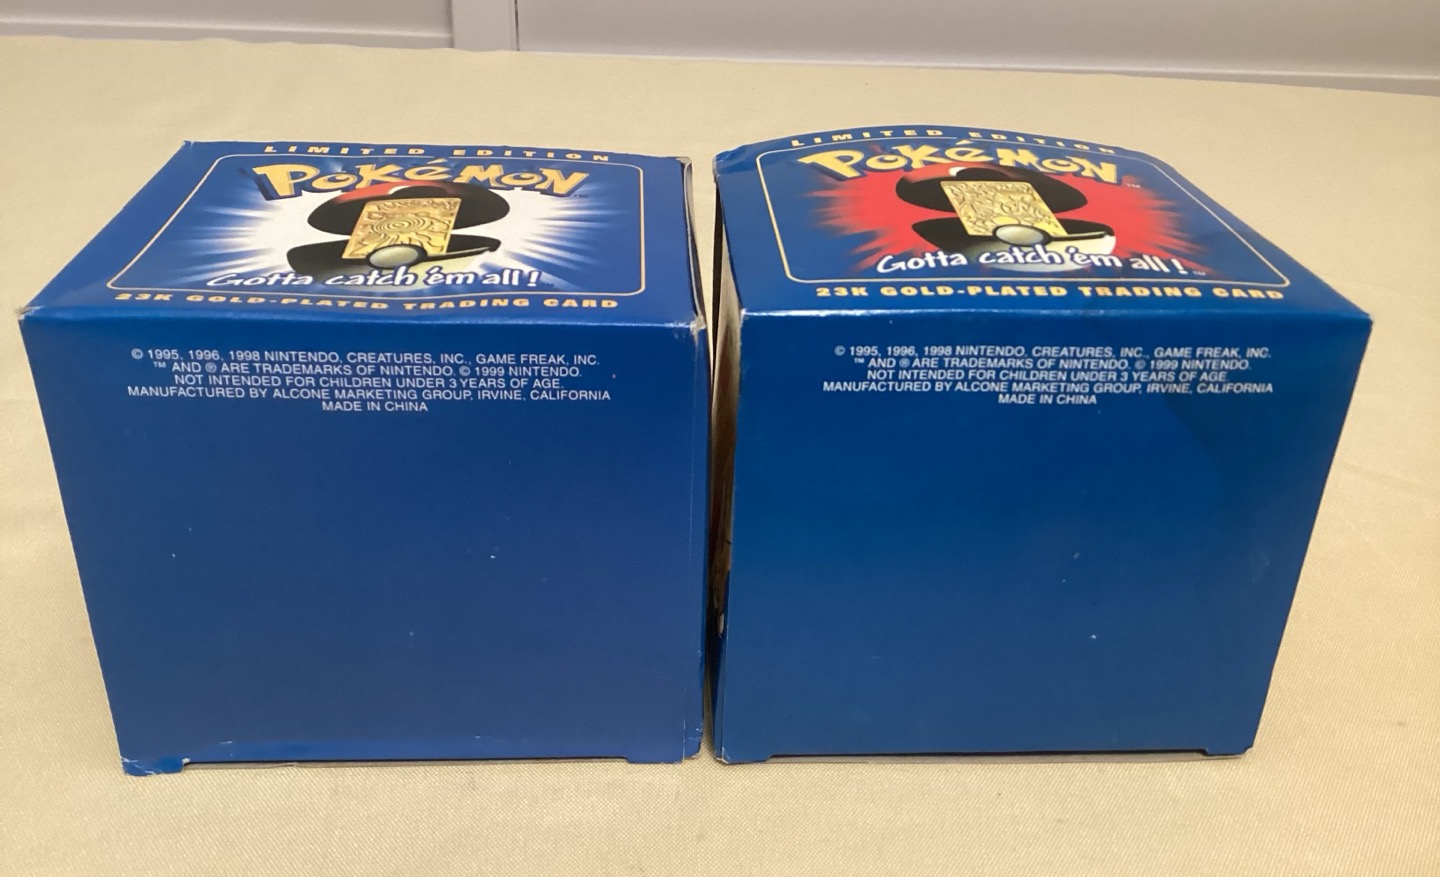 LIMITED EDITION
POKéMON™
Gotta catch 'em all!
23K GOLD-PLATED TRADING CARD
© 1995, 1996, 1998 NINTENDO, CREATURES, INC., GAME FREAK, INC.
™ AND ® ARE TRADEMARKS OF NINTENDO. © 1999 NINTENDO.
NOT INTENDED FOR CHILDREN UNDER 3 YEARS OF AGE.
MANUFACTURED BY ALCONE MARKETING GROUP, IRVINE, CALIFORNIA
MADE IN CHINA
LIMITED EDITION
POKéMON™
Gotta catch 'em all!™
23K GOLD-PLATED TRADING CARD
© 1995, 1996, 1998 NINTENDO, CREATURES, INC., GAME FREAK, INC.
™ AND ® ARE TRADEMARKS OF NINTENDO. © 1999 NINTENDO.
NOT INTENDED FOR CHILDREN UNDER 3 YEARS OF AGE.
MANUFACTURED BY ALCONE MARKETING GROUP, IRVINE, CALIFORNIA
MADE IN CHINA